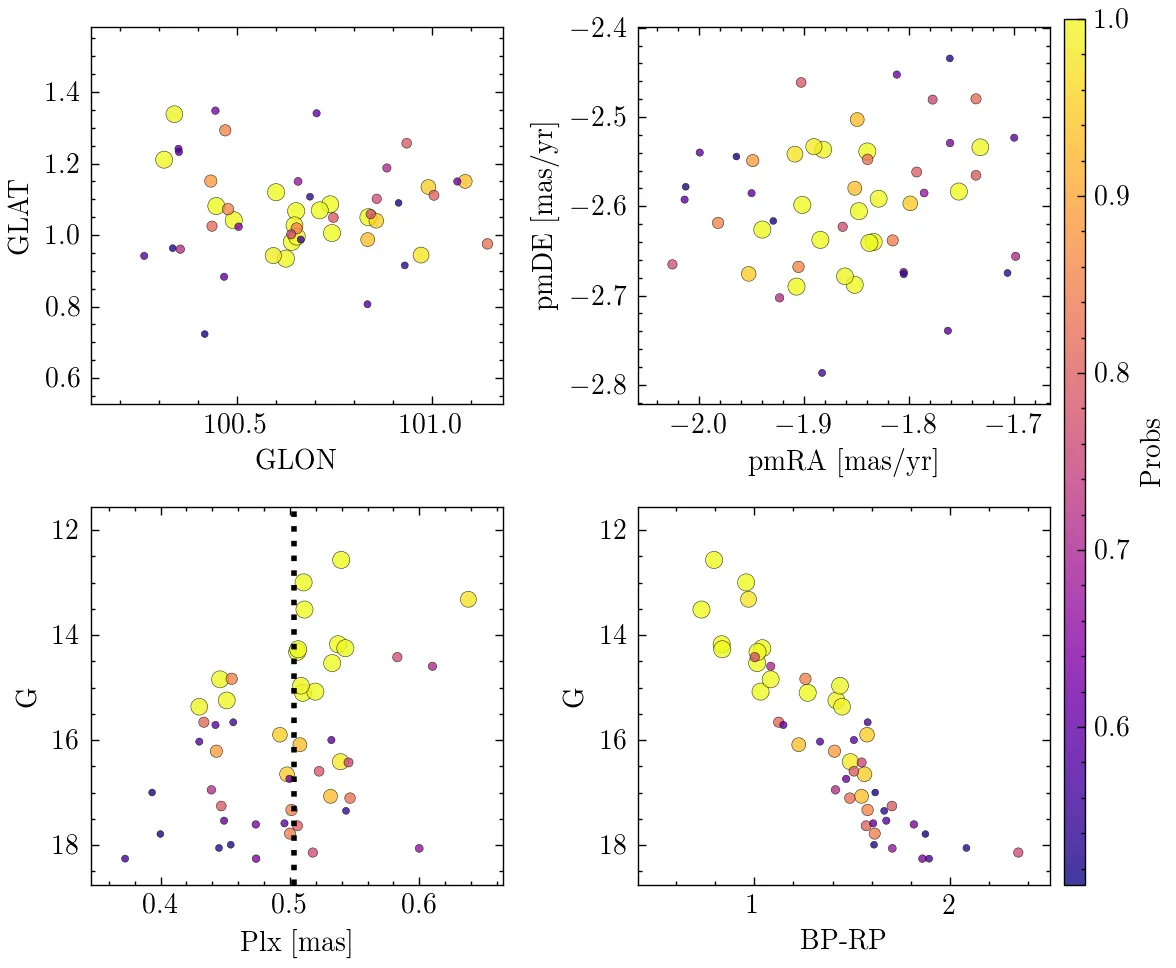 1.4
1.2
1.0
0.8
0.6
GLAT
100.5 101.0
GLON
−2.4
−2.5
−2.6
−2.7
−2.8
pmDE [mas/yr]
−2.0 −1.9 −1.8 −1.7
pmRA [mas/yr]
1.0
0.9
0.8
0.7
0.6
Probs
12
14
16
18
G
0.4 0.5 0.6
Plx [mas]
12
14
16
18
G
1 2
BP-RP